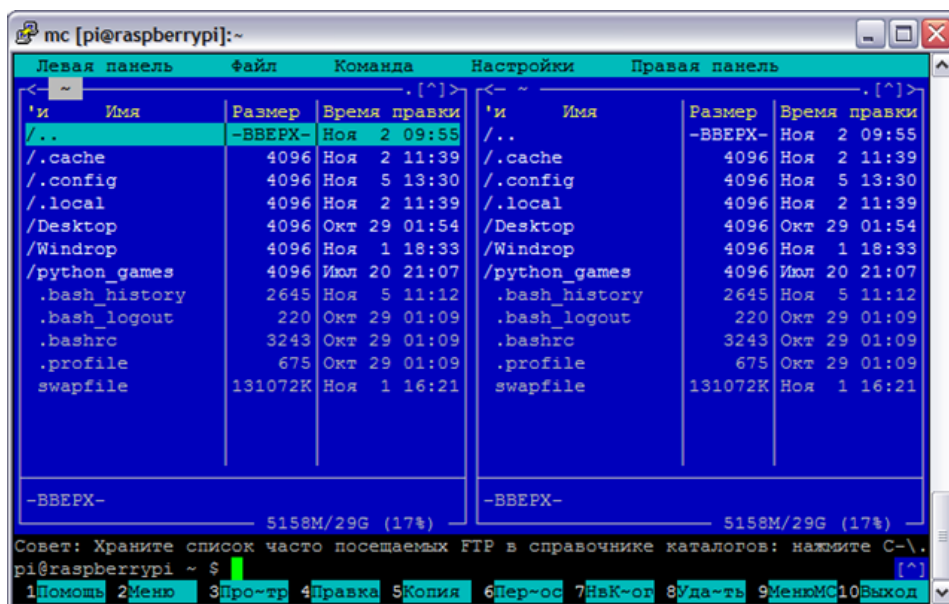 mc [pi@raspberrypi]:~
Левая панель Файл Команда Настройки Правая панель
<— ~ .[^]> <— ~ .[^]>
'и Имя Размер Время правки 'и Имя Размер Время правки
/.. -ВВЕРХ- Ноя 2 09:55 /.. -ВВЕРХ- Ноя 2 09:55
/.cache 4096 Ноя 2 11:39 /.cache 4096 Ноя 2 11:39
/.config 4096 Ноя 5 13:30 /.config 4096 Ноя 5 13:30
/.local 4096 Ноя 2 11:39 /.local 4096 Ноя 2 11:39
/Desktop 4096 Окт 29 01:54 /Desktop 4096 Окт 29 01:54
/Windrop 4096 Ноя 1 18:33 /Windrop 4096 Ноя 1 18:33
/python_games 4096 Июл 20 21:07 /python_games 4096 Июл 20 21:07
.bash_history 2645 Ноя 5 11:12 .bash_history 2645 Ноя 5 11:12
.bash_logout 220 Окт 29 01:09 .bash_logout 220 Окт 29 01:09
.bashrc 3243 Окт 29 01:09 .bashrc 3243 Окт 29 01:09
.profile 675 Окт 29 01:09 .profile 675 Окт 29 01:09
swapfile 131072K Ноя 1 16:21 swapfile 131072K Ноя 1 16:21
-ВВЕРХ- -ВВЕРХ-
5158M/29G (17%) 5158M/29G (17%)
Совет: Храните список часто посещаемых FTP в справочнике каталогов: нажмите C-\.
pi@raspberrypi ~ $ [^]
1Помощь 2Меню 3Про~тр 4Правка 5Копия 6Пер~ос 7НвК~ог 8Уда~ть 9МенюMC 10Выход